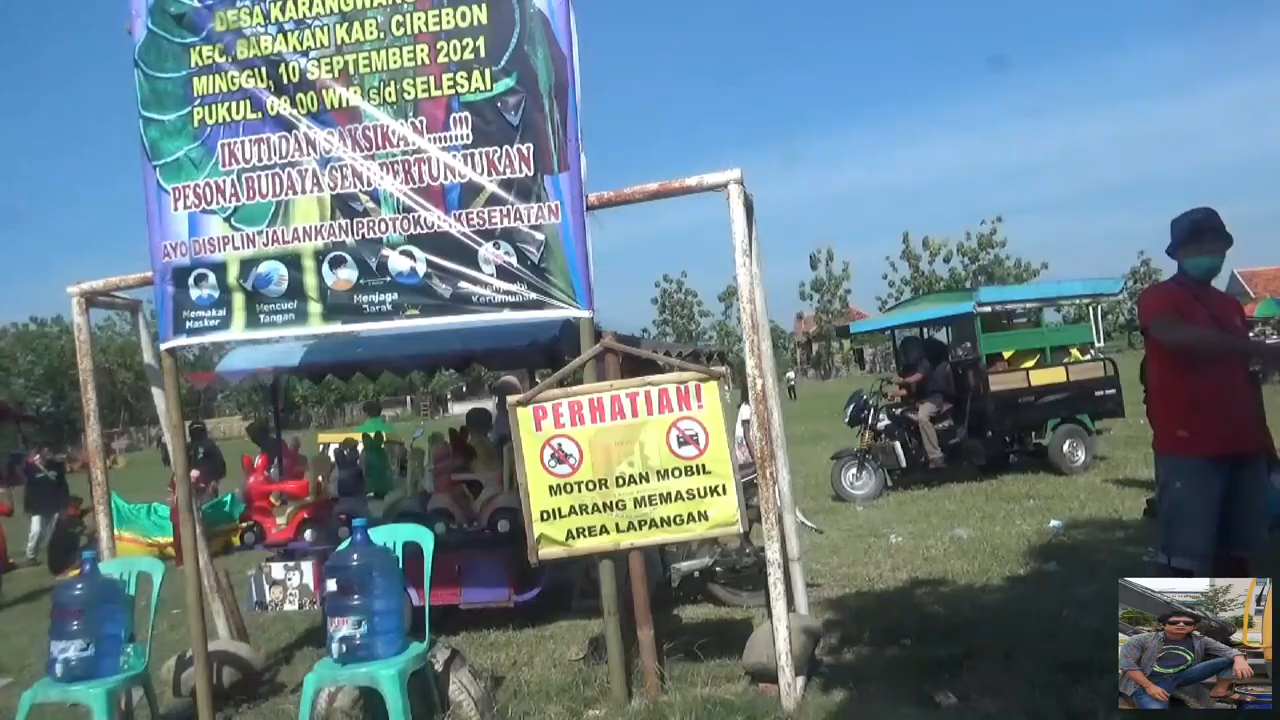 DESA KARANGWANG
KEC. BABAKAN KAB. CIREBON
MINGGU, 10 SEPTEMBER 2021
PUKUL. 08.00 WIB s/d SELESAI
IKUTI DAN SAKSIKAN.....!!!
PESONA BUDAYA SENI PERTUNJUKAN
AYO DISIPLIN JALANKAN PROTOKOL KESEHATAN
Memakai Masker
Mencuci Tangan
Menjaga Jarak
Kerumunan
PERHATIAN!
MOTOR DAN MOBIL
DILARANG MEMASUKI
AREA LAPANGAN